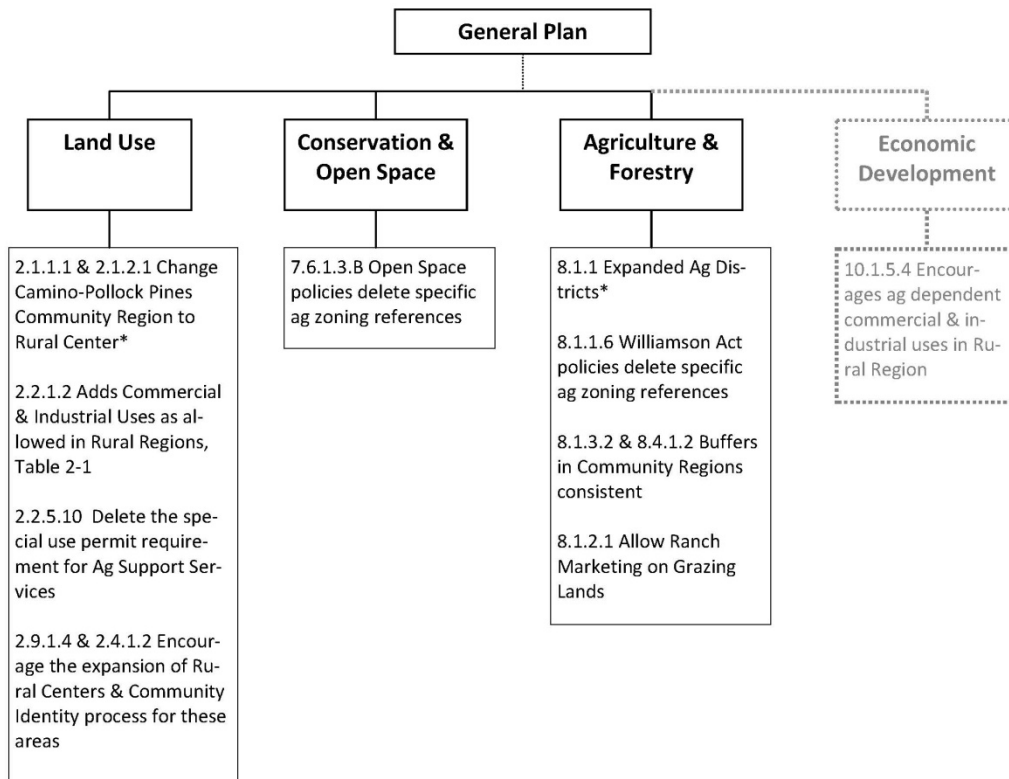 General Plan
Land Use
Conservation &
Open Space
Agriculture &
Forestry
Economic
Development
2.1.1.1 & 2.1.2.1 Change
Camino-Pollock Pines
Community Region to
Rural Center*
2.2.1.2 Adds Commercial
& Industrial Uses as al-
lowed in Rural Regions,
Table 2-1
2.2.5.10 Delete the spe-
cial use permit require-
ment for Ag Support Ser-
vices
2.9.1.4 & 2.4.1.2 Encour-
age the expansion of Ru-
ral Centers & Community
Identity process for these
areas
7.6.1.3.B Open Space
policies delete specific
ag zoning references
8.1.1 Expanded Ag Dis-
tricts*
8.1.1.6 Williamson Act
policies delete specific
ag zoning references
8.1.3.2 & 8.4.1.2 Buffers
in Community Regions
consistent
8.1.2.1 Allow Ranch
Marketing on Grazing
Lands
10.1.5.4 Encour-
ages ag dependent
commercial & in-
dustrial uses in Ru-
ral Region